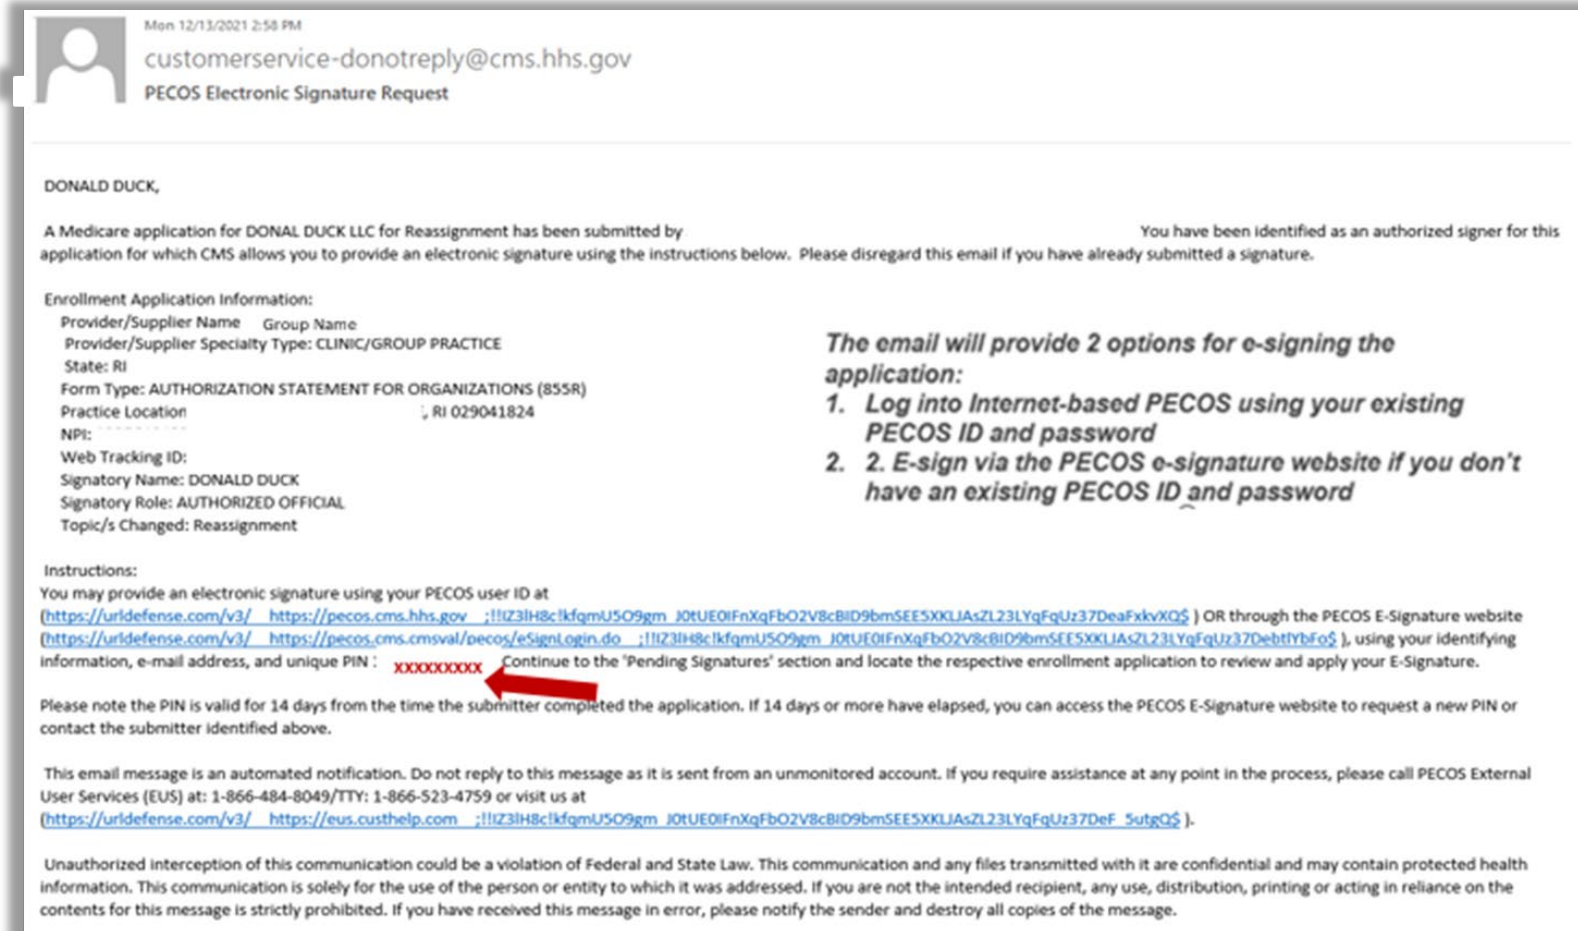 Mon 12/13/2021 2:58 PM
customerservice-donotreply@cms.hhs.gov
PECOS Electronic Signature Request
DONALD DUCK,
A Medicare application for DONAL DUCK LLC for Reassignment has been submitted by You have been identified as an authorized signer for this
application for which CMS allows you to provide an electronic signature using the instructions below. Please disregard this email if you have already submitted a signature.
Enrollment Application Information:
Provider/Supplier Name Group Name
Provider/Supplier Specialty Type: CLINIC/GROUP PRACTICE
State: RI
Form Type: AUTHORIZATION STATEMENT FOR ORGANIZATIONS (855R)
Practice Location , RI 029041824
NPI:
Web Tracking ID:
Signatory Name: DONALD DUCK
Signatory Role: AUTHORIZED OFFICIAL
Topic/s Changed: Reassignment
The email will provide 2 options for e-signing the
application:
1. Log into Internet-based PECOS using your existing
PECOS ID and password
2. 2. E-sign via the PECOS e-signature website if you don't
have an existing PECOS ID and password
Instructions:
You may provide an electronic signature using your PECOS user ID at
(https://urldefense.com/v3/__https://pecos.cms.hhs.gov__;!! ) OR through the PECOS E-Signature website
(https://urldefense.com/v3/__https://pecos.cms.cmsval/pecos/eSignLogin.do__;!! ), using your identifying
information, e-mail address, and unique PIN : xxxxxxxxx Continue to the 'Pending Signatures' section and locate the respective enrollment application to review and apply your E-Signature.
Please note the PIN is valid for 14 days from the time the submitter completed the application. If 14 days or more have elapsed, you can access the PECOS E-Signature website to request a new PIN or
contact the submitter identified above.
This email message is an automated notification. Do not reply to this message as it is sent from an unmonitored account. If you require assistance at any point in the process, please call PECOS External
User Services (EUS) at: 1-866-484-8049/TTY: 1-866-523-4759 or visit us at
(https://urldefense.com/v3/__https://eus.custhelp.com__;!! ).
Unauthorized interception of this communication could be a violation of Federal and State Law. This communication and any files transmitted with it are confidential and may contain protected health
information. This communication is solely for the use of the person or entity to which it was addressed. If you are not the intended recipient, any use, distribution, printing or acting in reliance on the
contents for this message is strictly prohibited. If you have received this message in error, please notify the sender and destroy all copies of the message.